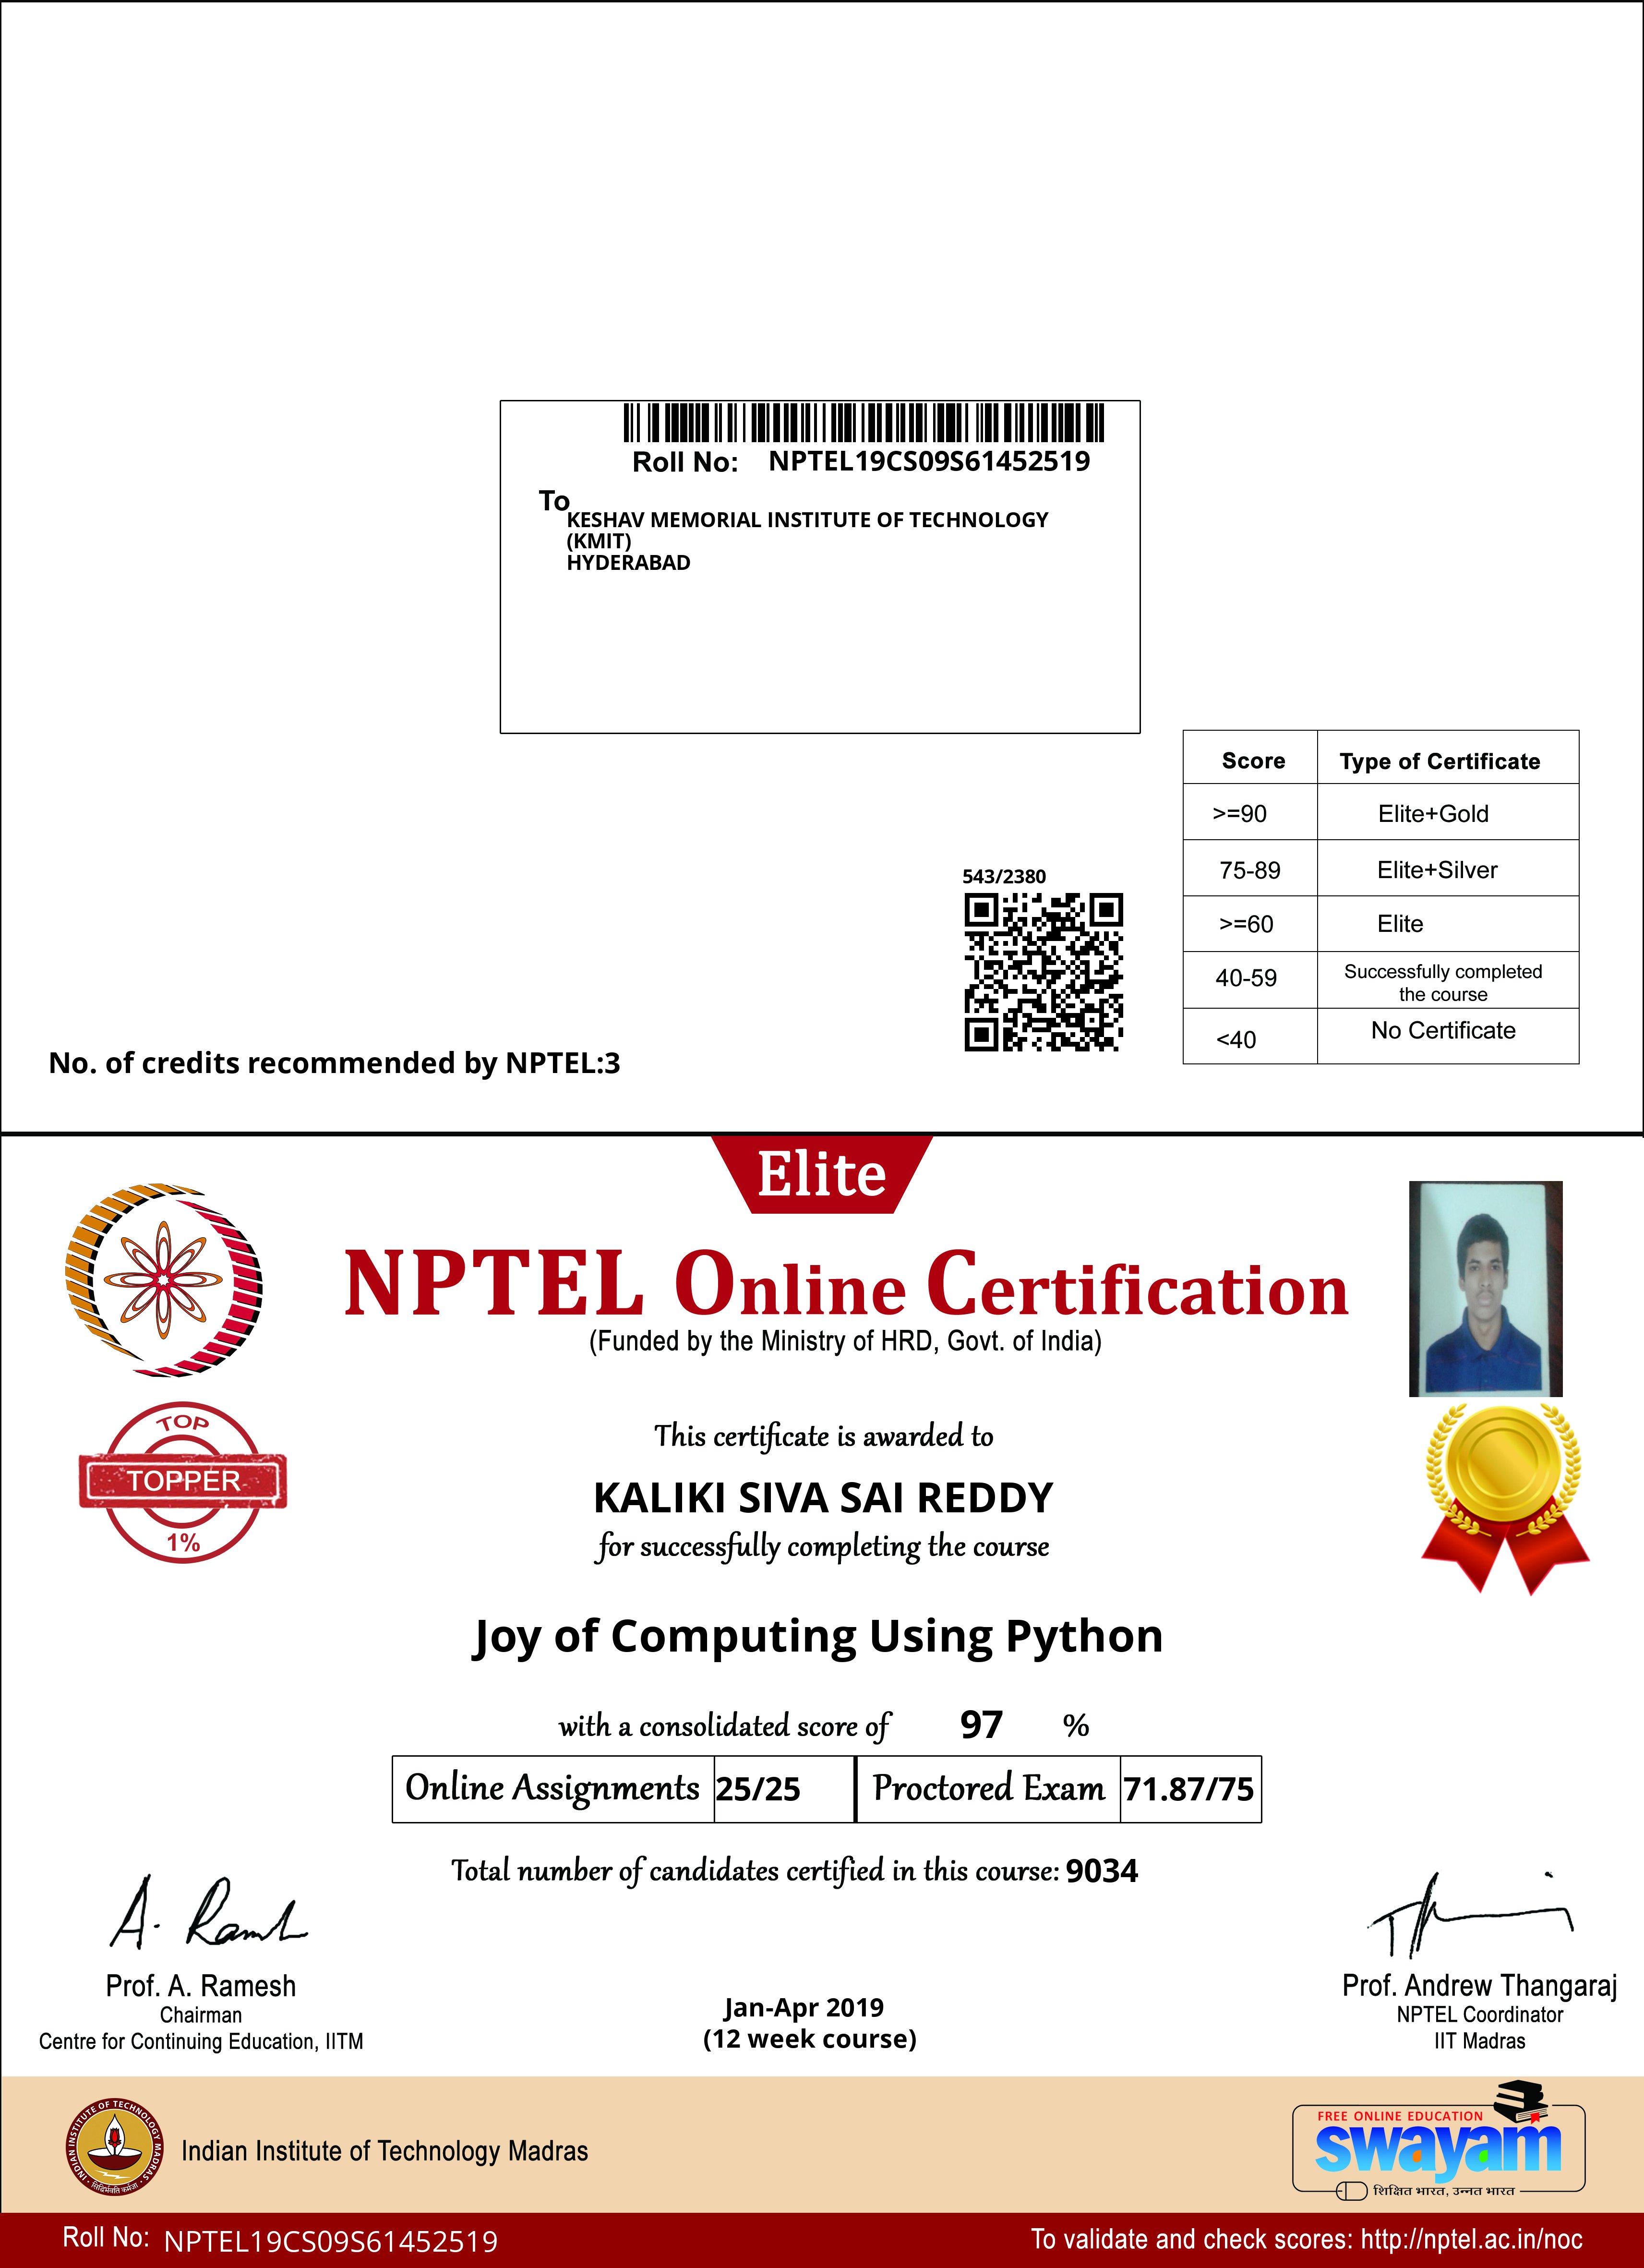 Roll No: NPTEL19CS09S61452519
To
KESHAV MEMORIAL INSTITUTE OF TECHNOLOGY
(KMIT)
HYDERABAD
Score Type of Certificate
>=90 Elite+Gold
75-89 Elite+Silver
>=60 Elite
40-59 Successfully completed
the course
<40 No Certificate
543/2380
No. of credits recommended by NPTEL:3
Elite
NPTEL Online Certification
(Funded by the Ministry of HRD, Govt. of India)
TOP
TOPPER
1%
This certificate is awarded to
KALIKI SIVA SAI REDDY
for successfully completing the course
Joy of Computing Using Python
with a consolidated score of 97 %
Online Assignments 25/25 Proctored Exam 71.87/75
Total number of candidates certified in this course: 9034
A. Ramesh
Prof. A. Ramesh
Chairman
Centre for Continuing Education, IITM
Jan-Apr 2019
(12 week course)
Prof. Andrew Thangaraj
NPTEL Coordinator
IIT Madras
INDIAN INSTITUTE OF TECHNOLOGY MADRAS
सिद्धिर्भवति कर्मजा
Indian Institute of Technology Madras
FREE ONLINE EDUCATION
swayam
शिक्षित भारत, उन्नत भारत
Roll No: NPTEL19CS09S61452519
To validate and check scores: http://nptel.ac.in/noc